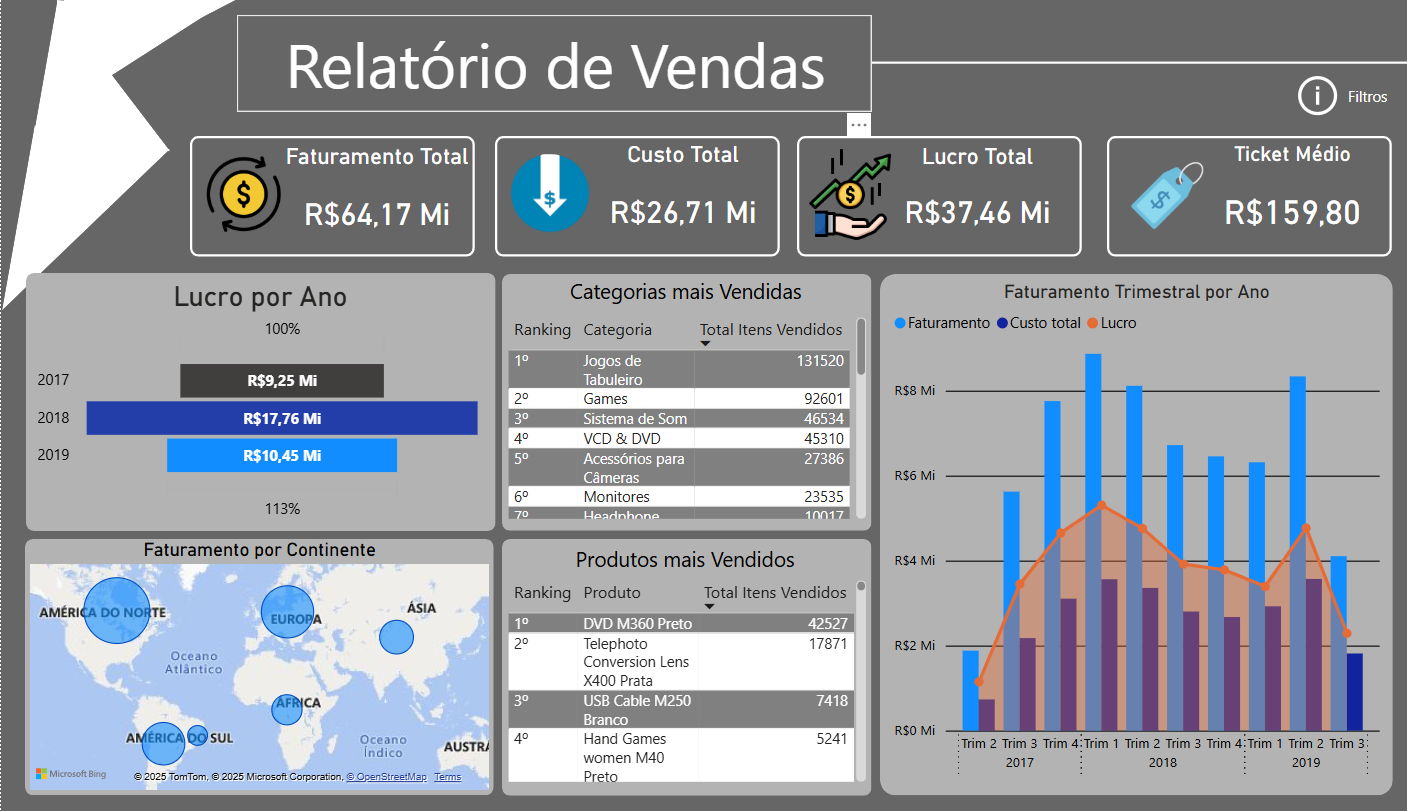 Relatório de Vendas
Filtros
Faturamento Total
R$64,17 Mi
Custo Total
R$26,71 Mi
Lucro Total
R$37,46 Mi
Ticket Médio
R$159,80
Lucro por Ano
100%
2017 R$9,25 Mi
2018 R$17,76 Mi
2019 R$10,45 Mi
113%
Categorias mais Vendidas
Ranking Categoria Total Itens Vendidos
1º Jogos de 131520
Tabuleiro
2º Games 92601
3º Sistema de Som 46534
4º VCD & DVD 45310
5º Acessórios para 27386
Câmeras
6º Monitores 23535
7º Headphone 10017
Faturamento Trimestral por Ano
Faturamento Custo total Lucro
R$8 Mi
R$6 Mi
R$4 Mi
R$2 Mi
R$0 Mi
Trim 2 Trim 3 Trim 4 Trim 1 Trim 2 Trim 3 Trim 4 Trim 1 Trim 2 Trim 3
2017 2018 2019
Faturamento por Continente
AMÉRICA DO NORTE
EUROPA
ÁSIA
Oceano
Atlântico
ÁFRICA
AMÉRICA DO SUL
Oceano
Índico
AUSTRA
Microsoft Bing
© 2025 TomTom, © 2025 Microsoft Corporation, © OpenStreetMap Terms
Produtos mais Vendidos
Ranking Produto Total Itens Vendidos
1º DVD M360 Preto 42527
2º Telephoto 17871
Conversion Lens
X400 Prata
3º USB Cable M250 7418
Branco
4º Hand Games 5241
women M40
Preto